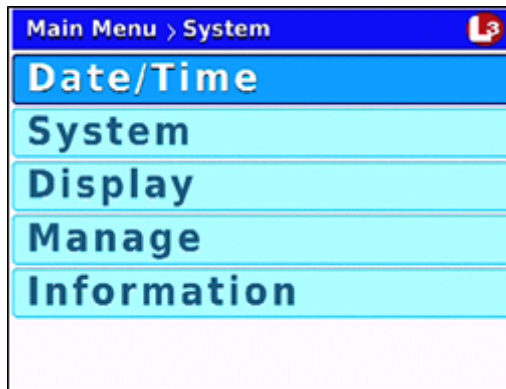 Main Menu > System
L3
Date/Time
System
Display
Manage
Information